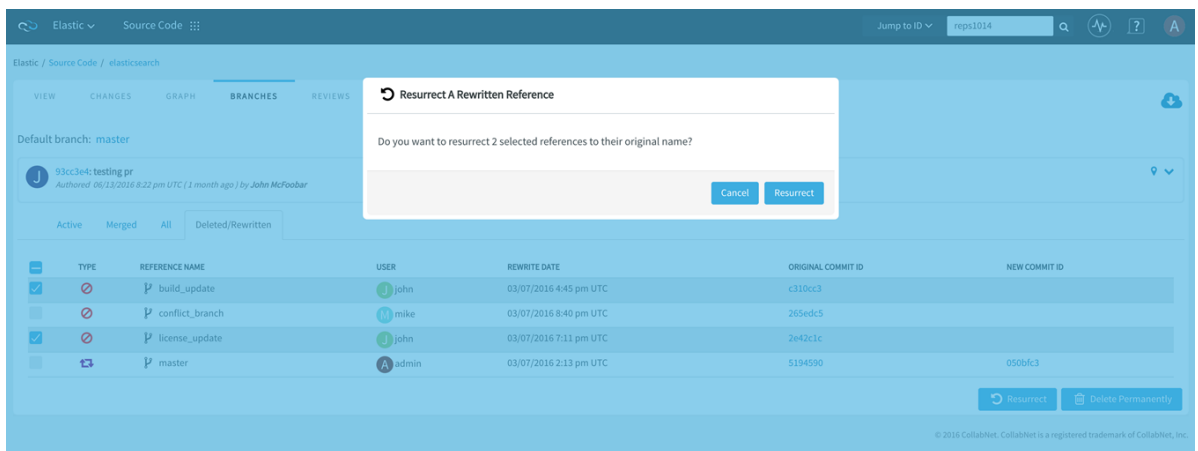 Elastic Source Code Jump to ID reps1014 ? A
Elastic / Source Code / elasticsearch
VIEW CHANGES GRAPH BRANCHES REVIEWS
Resurrect A Rewritten Reference
Default branch: master
Do you want to resurrect 2 selected references to their original name?
J 93cc3e4: testing pr
Authored 06/13/2016 8:22 pm UTC ( 1 month ago ) by John McFoobar
Cancel Resurrect
Active Merged All Deleted/Rewritten
TYPE REFERENCE NAME USER REWRITE DATE ORIGINAL COMMIT ID NEW COMMIT ID
build_update J john 03/07/2016 4:45 pm UTC c310cc3
conflict_branch M mike 03/07/2016 8:40 pm UTC 265edc5
license_update J john 03/07/2016 7:11 pm UTC 2e42c1c
master A admin 03/07/2016 2:13 pm UTC 5194590 050bfc3
Resurrect Delete Permanently
© 2016 CollabNet. CollabNet is a registered trademark of CollabNet, Inc.